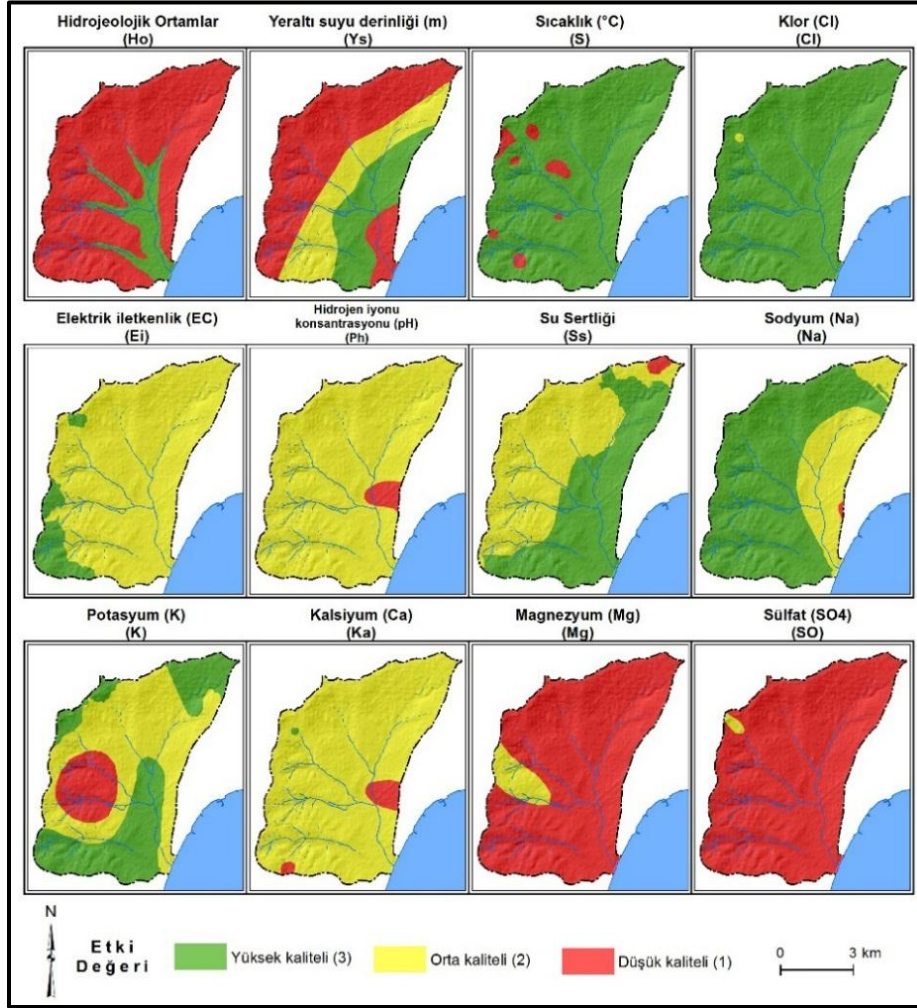 Hidrojeolojik Ortamlar
(Ho)
Yeraltı suyu derinliği (m)
(Ys)
Sıcaklık (°C)
(S)
Klor (Cl)
(Cl)
Elektrik iletkenlik (EC)
(Ei)
Hidrojen iyonu
konsantrasyonu (pH)
(Ph)
Su Sertliği
(Ss)
Sodyum (Na)
(Na)
Potasyum (K)
(K)
Kalsiyum (Ca)
(Ka)
Magnezyum (Mg)
(Mg)
Sülfat (SO4)
(SO)
N
Etki
Değeri
Yüksek kaliteli (3)
Orta kaliteli (2)
Düşük kaliteli (1)
0 3 km